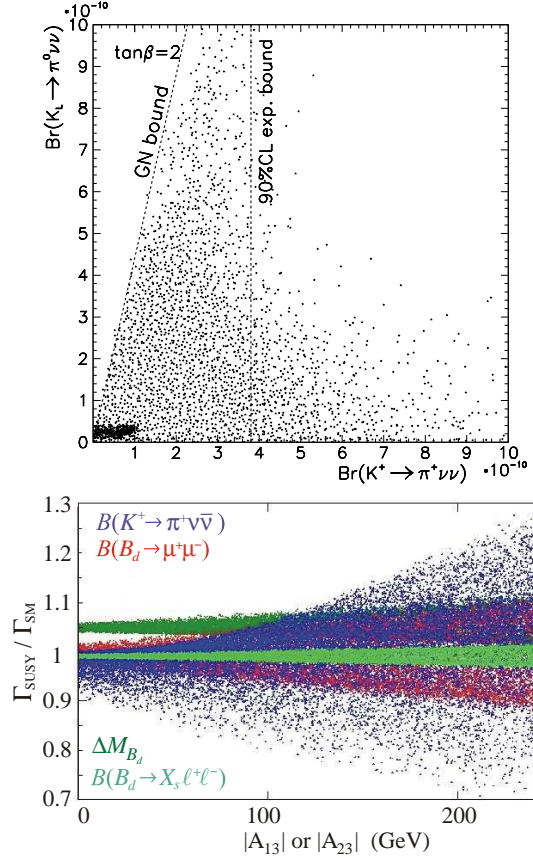 ·10⁻¹⁰
10
9
8
7
6
5
4
3
2
1
0
Br(K_L→π⁰νν)
tanβ=2
GN bound
90%CL exp. bound
1 2 3 4 5 6 7 8 9 10
Br(K⁺→π⁺νν) ·10⁻¹⁰
1.3
1.2
1.1
1
0.9
0.8
0.7
Γ_SUSY / Γ_SM
B(K⁺→π⁺νν̄)
B(B_d→μ⁺μ⁻)
ΔM_{B_d}
B(B_d→X_sℓ⁺ℓ⁻)
0 100 200
|A₁₃| or |A₂₃| (GeV)